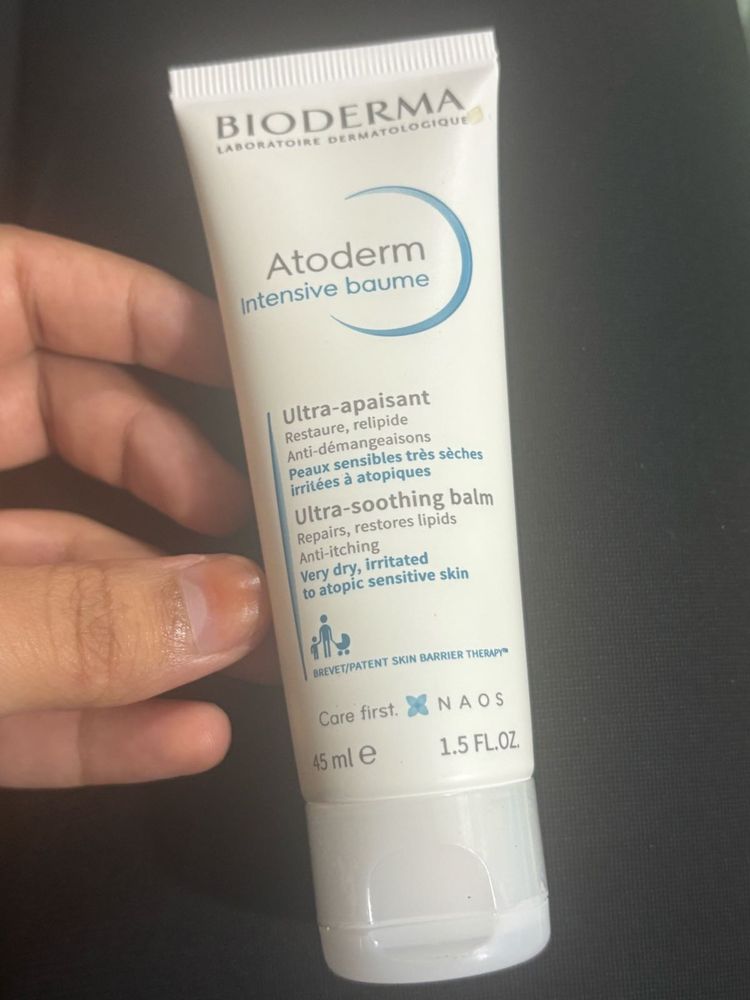 BIODERMA
LABORATOIRE DERMATOLOGIQUE
Atoderm
Intensive baume
Ultra-apaisant
Restaure, relipide
Anti-démangeaisons
Peaux sensibles très sèches
irritées à atopiques
Ultra-soothing balm
Repairs, restores lipids
Anti-itching
Very dry, irritated
to atopic sensitive skin
BREVET/PATENT SKIN BARRIER THERAPY™
Care first. NAOS
45 ml e 1.5 FL.OZ.